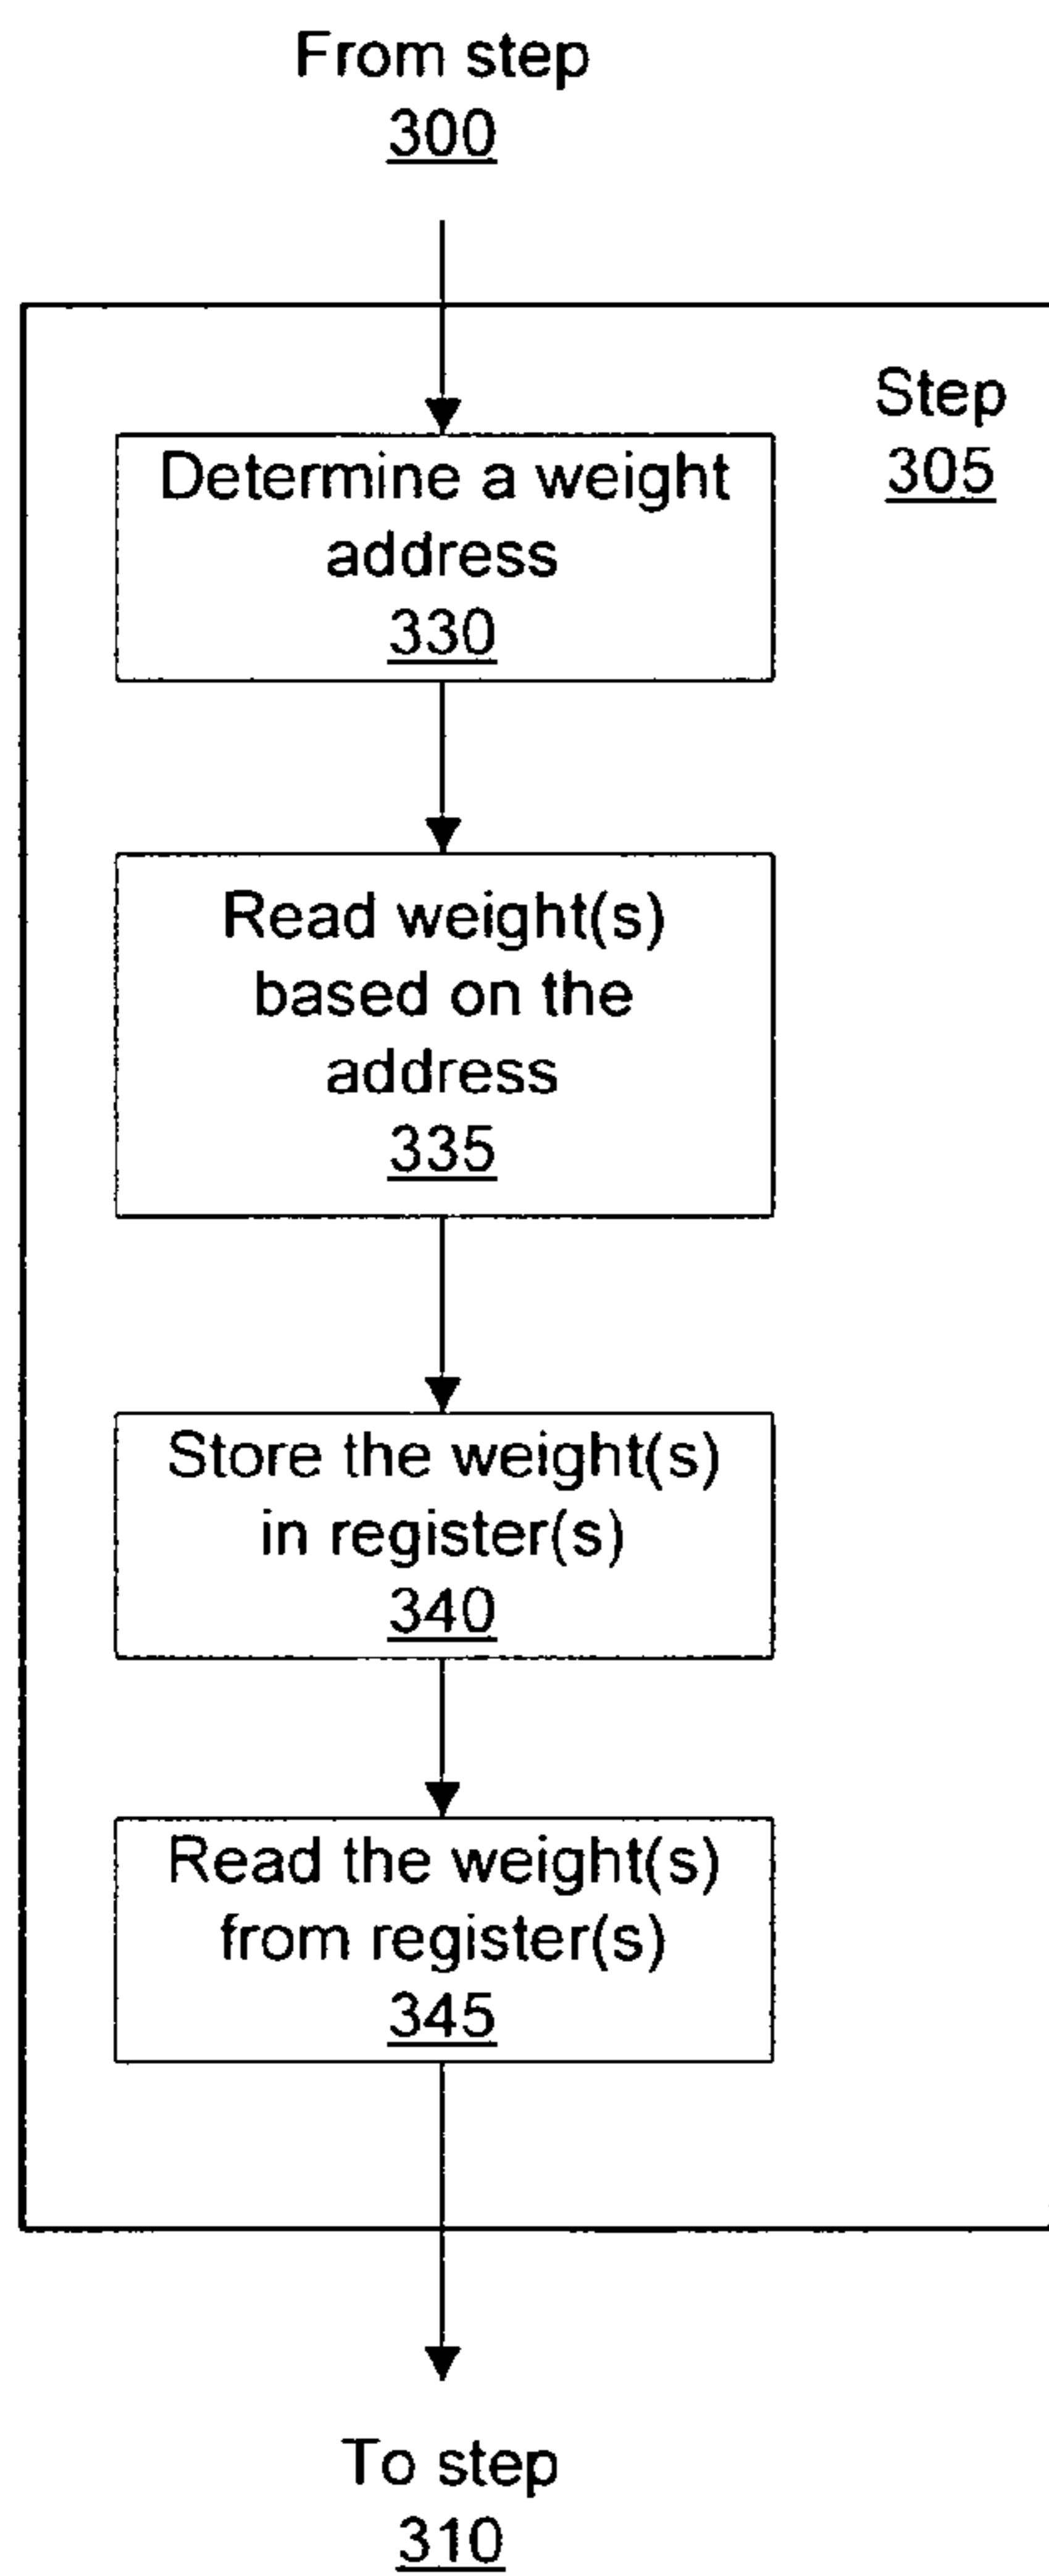 From step
300
Step
305
Determine a weight
address
330
Read weight(s)
based on the
address
335
Store the weight(s)
in register(s)
340
Read the weight(s)
from register(s)
345
To step
310